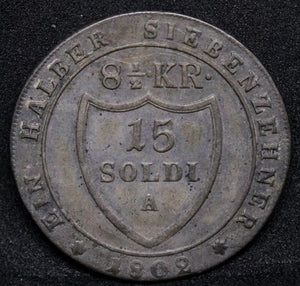 EIN HALBER SIEBENZEHNER
8½ KR·
15
SOLDI
A
* 1802 *